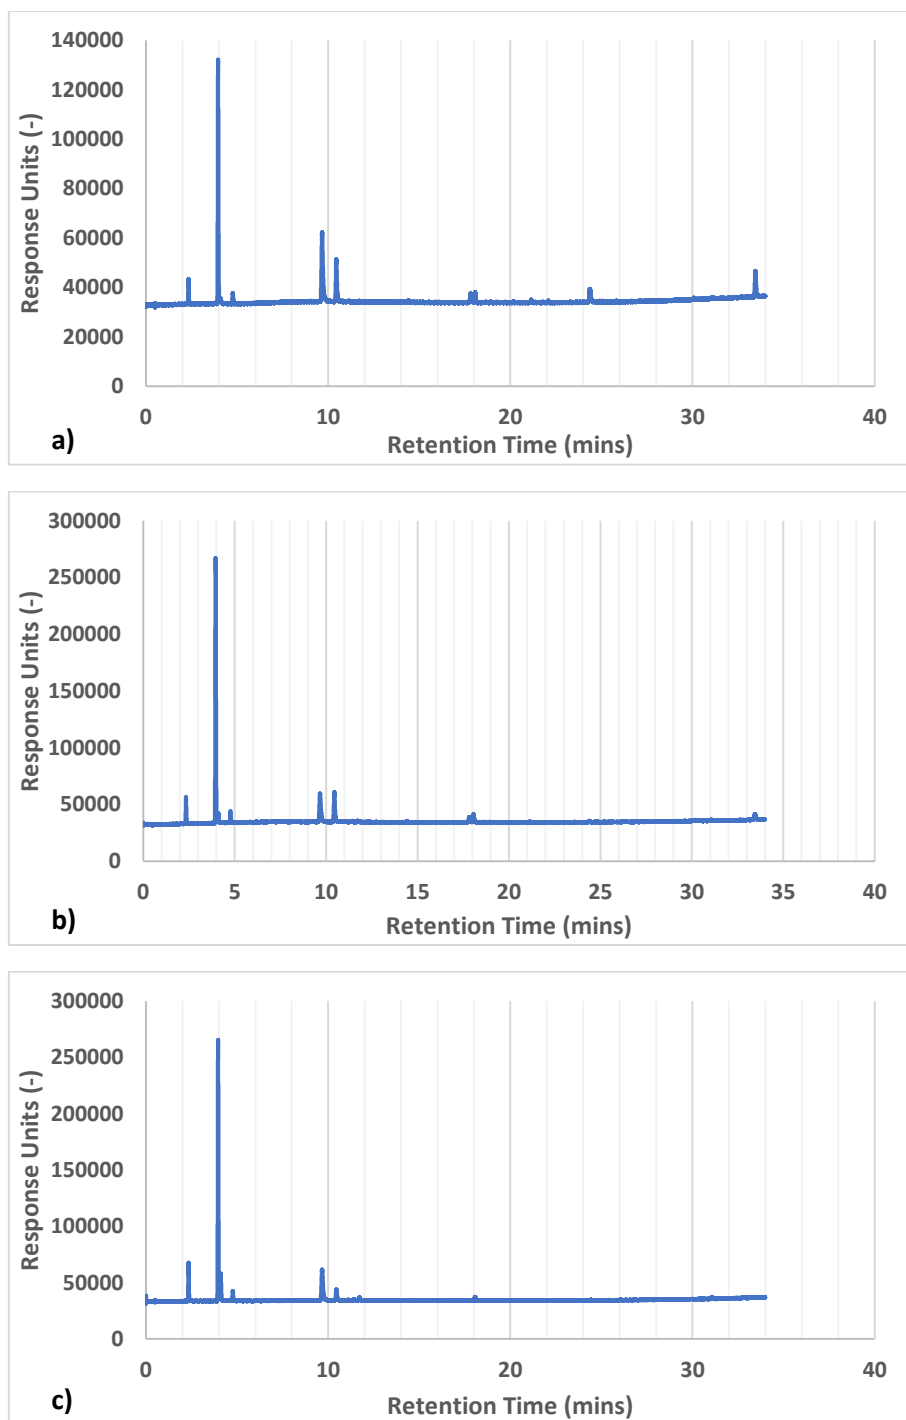 140000
120000
100000
80000
60000
40000
20000
0
Response Units (-)
0 10 20 30 40
Retention Time (mins)
a)
300000
250000
200000
150000
100000
50000
0
Response Units (-)
0 5 10 15 20 25 30 35 40
Retention Time (mins)
b)
300000
250000
200000
150000
100000
50000
0
Response Units (-)
0 10 20 30 40
Retention Time (mins)
c)